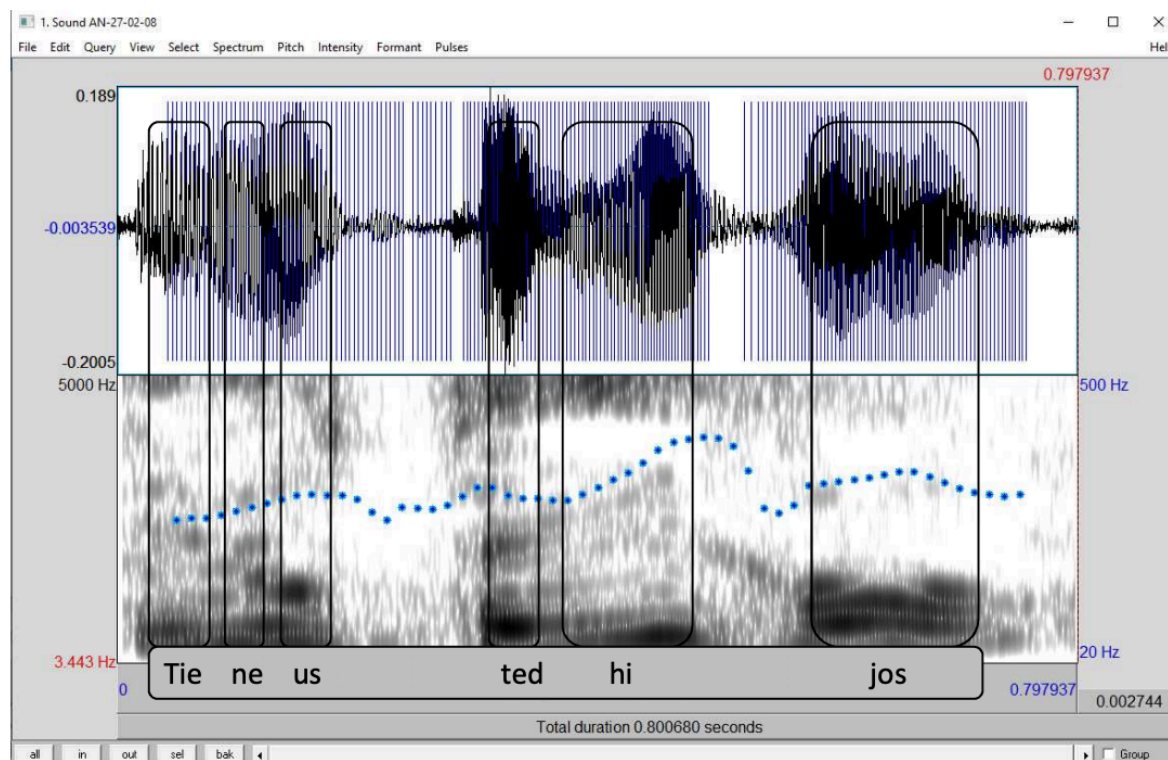 1. Sound AN-27-02-08
File Edit Query View Select Spectrum Pitch Intensity Formant Pulses Hel
0.797937
0.189
-0.003539
-0.2005
5000 Hz
500 Hz
3.443 Hz
20 Hz
Tie ne us ted hi jos
0
0.797937
0.002744
Total duration 0.800680 seconds
all in out sel bak Group